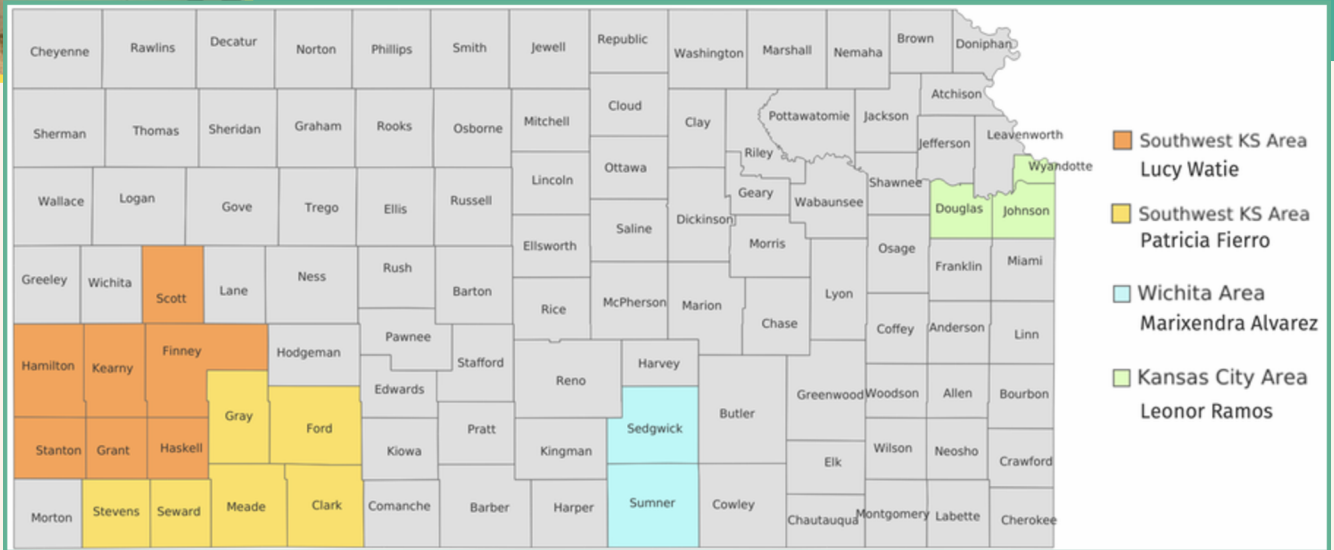 Cheyenne
Rawlins
Decatur
Norton
Phillips
Smith
Jewell
Republic
Washington
Marshall
Nemaha
Brown
Doniphan
Sherman
Thomas
Sheridan
Graham
Rooks
Osborne
Mitchell
Cloud
Clay
Riley
Pottawatomie
Jackson
Atchison
Jefferson
Leavenworth
Wyandotte
Wallace
Logan
Gove
Trego
Ellis
Russell
Lincoln
Ottawa
Saline
Dickinson
Geary
Wabaunsee
Shawnee
Douglas
Johnson
Ellsworth
Morris
Osage
Franklin
Miami
Greeley
Wichita
Scott
Lane
Ness
Rush
Barton
Rice
McPherson
Marion
Chase
Lyon
Coffey
Anderson
Linn
Hamilton
Kearny
Finney
Hodgeman
Pawnee
Stafford
Edwards
Reno
Harvey
Butler
Greenwood
Woodson
Allen
Bourbon
Gray
Ford
Stanton
Grant
Haskell
Kiowa
Pratt
Kingman
Sedgwick
Elk
Wilson
Neosho
Crawford
Morton
Stevens
Seward
Meade
Clark
Comanche
Barber
Harper
Sumner
Cowley
Chautauqua
Montgomery
Labette
Cherokee
Southwest KS Area
Lucy Watie
Southwest KS Area
Patricia Fierro
Wichita Area
Marixendra Alvarez
Kansas City Area
Leonor Ramos